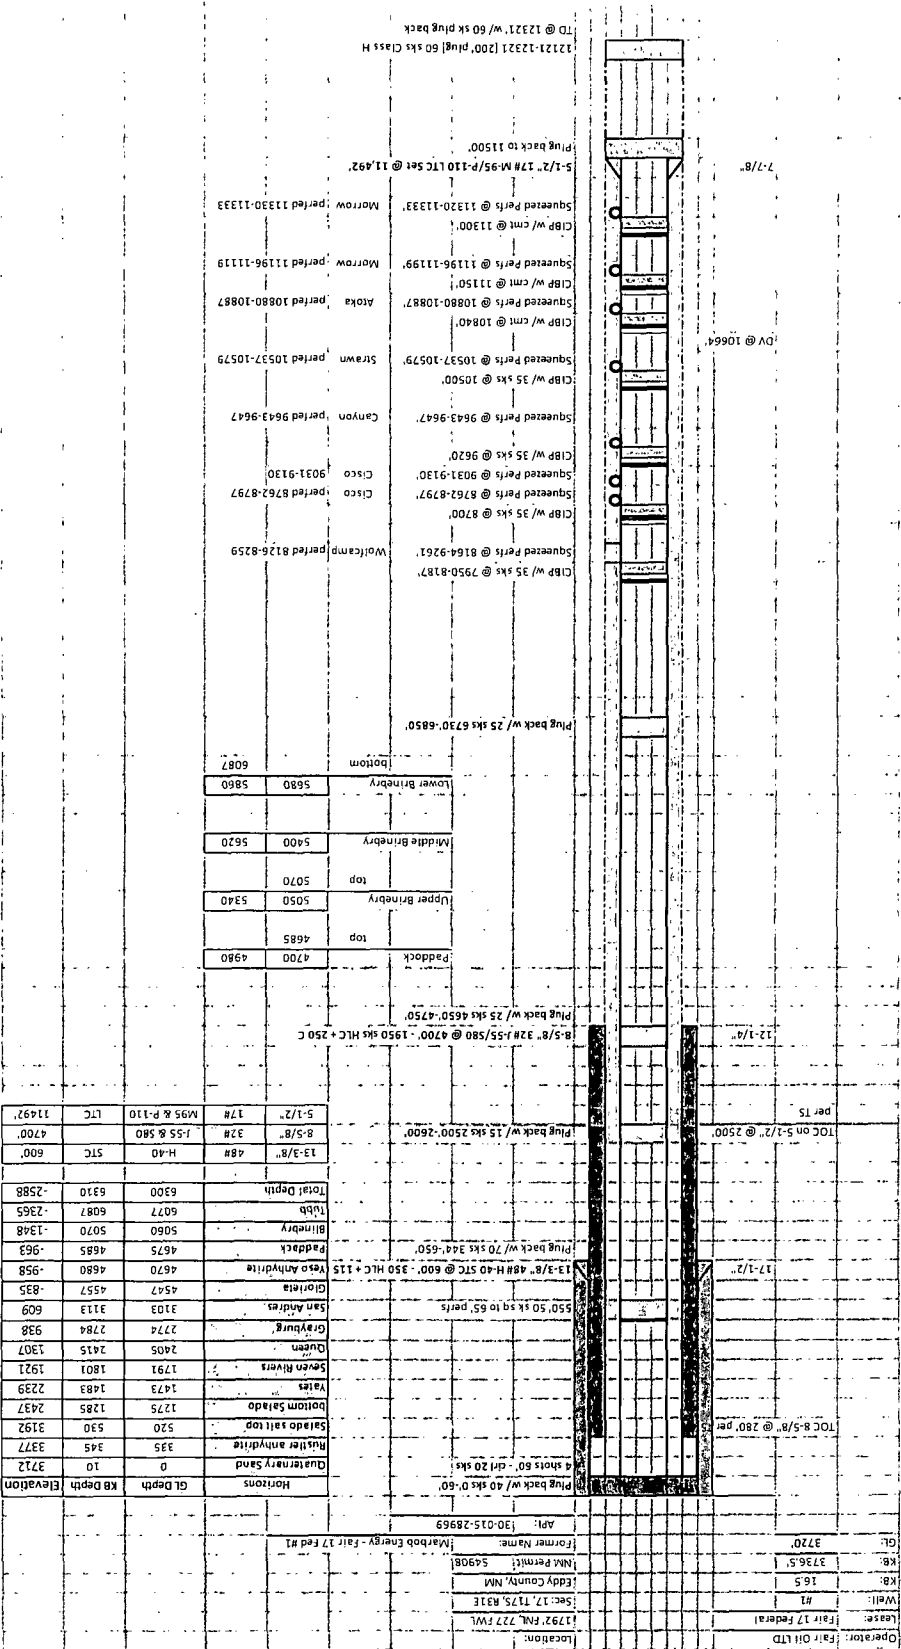 Operator: Fair Oil LTD
Lease: Fair 17 Federal
Well: #1
KB: 16.5
KB: 3736.5'
GL: 3720'
Location:
1792' FNL, 727 FWL
Sec: 17, T17S, R31E
Eddy County, NM
NM Permit: 54908
Former Name: Marbob Energy - Fair 17 Fed #1
Api: 30-015-28969
Plug back w/ 40 sks 0'-60'
4 shots 60', - cirl 20 sks
TOC 8-5/8" @ 280' per TS
550' 50 sk sq to 65', perfs
17-1/2"
13-3/8" 48# H-40 STC @ 600', - 350 HLC + 115
Plug back w/ 70 sks 344'-650'
TOC on 5-1/2" @ 2500'
per TS
Plug back w/ 15 sks 2500'-2600'
12-1/4"
8-5/8" 32# J-55/S80 @ 4700', - 1950 sks HLC + 250 C
Plug back w/ 25 sks 4650'-4750'
Horizons GL Depth KB Depth Elevation
Quaternary Sand 0 10 3712
Rustler anhydrite 335 345 3377
Salado salt top 520 530 3192
bottom Salado 1275 1285 2437
Yates 1473 1483 2239
Seven Rivers 1791 1801 1921
Queen 2405 2415 1307
Grayburg 2774 2784 938
San Andres 3103 3113 609
Glorieta 4547 4557 -835
Yeso Anhydrite 4670 4680 -958
Paddock 4675 4685 -963
Blinebry 5060 5070 -1348
Tubb 6077 6087 -2365
Total Depth 6300 6310 -2588
13-3/8" 48# H-40 STC 600'
8-5/8" 32# J-55 & S80 4700'
5-1/2" 17# M95 & P-110 LTC 11492'
Paddock 4700 4980
top 4685
Upper Brinebry 5050 5340
top 5070
Middle Brinebry 5400 5620
Lower Brinebry 5680 5860
bottom 6087
Plug back w/ 25 sks 6730'-6850'
CIBP w/ 35 sks @ 7950-8187'
Squeezed Perfs @ 8164-9261' Wolfcamp perfed 8126-8259
CIBP w/ 35 sks @ 8700'
Squeezed Perfs @ 8762-8797' Cisco perfed 8762-8797
Squeezed Perfs @ 9031-9130' Cisco 9031-9130
CIBP w/ 35 sks @ 9620'
Squeezed Perfs @ 9643-9647' Canyon perfed 9643-9647
CIBP w/ 35 sks @ 10500'
Squeezed Perfs @ 10537-10579' Strawn perfed 10537-10579
DV @ 10664'
CIBP w/ cmt @ 10840'
Squeezed Perfs @ 10880-10887' Atoka perfed 10880-10887
CIBP w/ cmt @ 11150'
Squeezed Perfs @ 11196-11199' Morrow perfed 11196-11119
CIBP w/ cmt @ 11300'
Squeezed Perfs @ 11320-11333' Morrow perfed 11330-11333
7-7/8"
5-1/2" 17# M-95/P-110 LTC Set @ 11,492'
Plug back to 11500'
12121-12321 [200' plug] 60 sks Class H
TD @ 12321' w/ 60 sk plug back